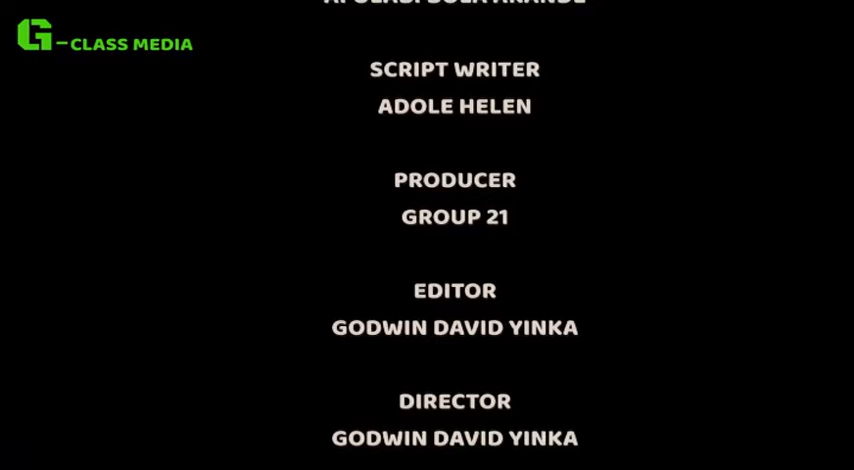 G-CLASS MEDIA
SCRIPT WRITER
ADOLE HELEN
PRODUCER
GROUP 21
EDITOR
GODWIN DAVID YINKA
DIRECTOR
GODWIN DAVID YINKA